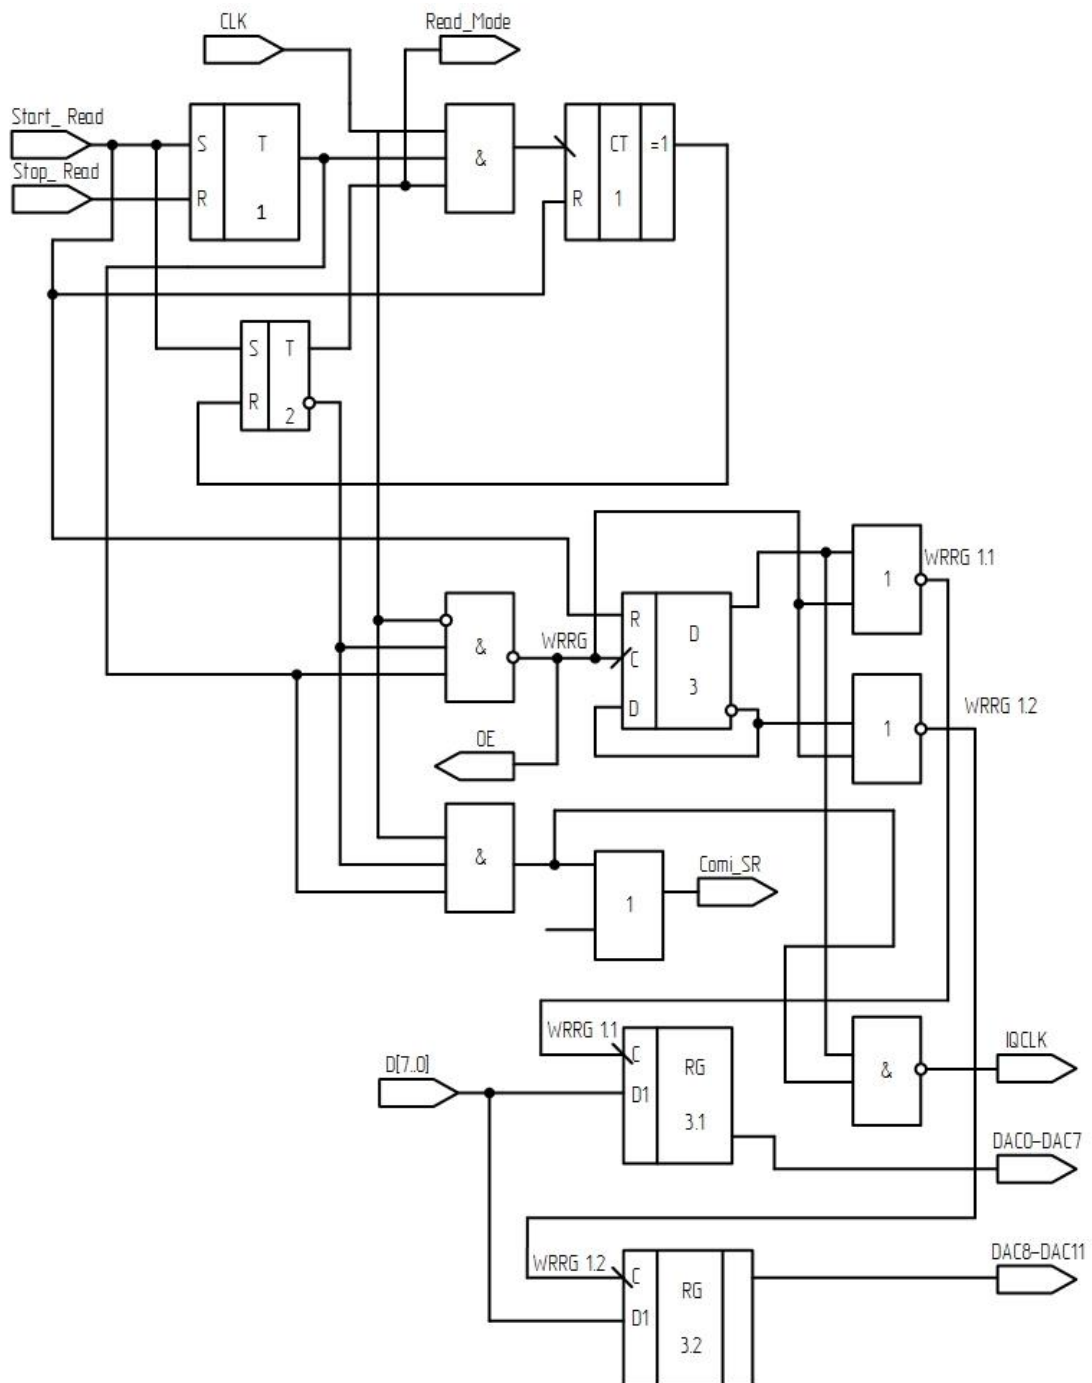 CLK
Read_Mode
Start_ Read
Stop_ Read
S T
R 1
&
CT =1
R 1
S T
R 2
&
WRRG
R D
C 3
D
1
WRRG 1.1
1
WRRG 1.2
OE
&
1
Comi_SR
WRRG 1.1
C RG
D1 3.1
D[7..0]
&
IQCLK
DAC0-DAC7
WRRG 1.2
C RG
D1 3.2
DAC8-DAC11